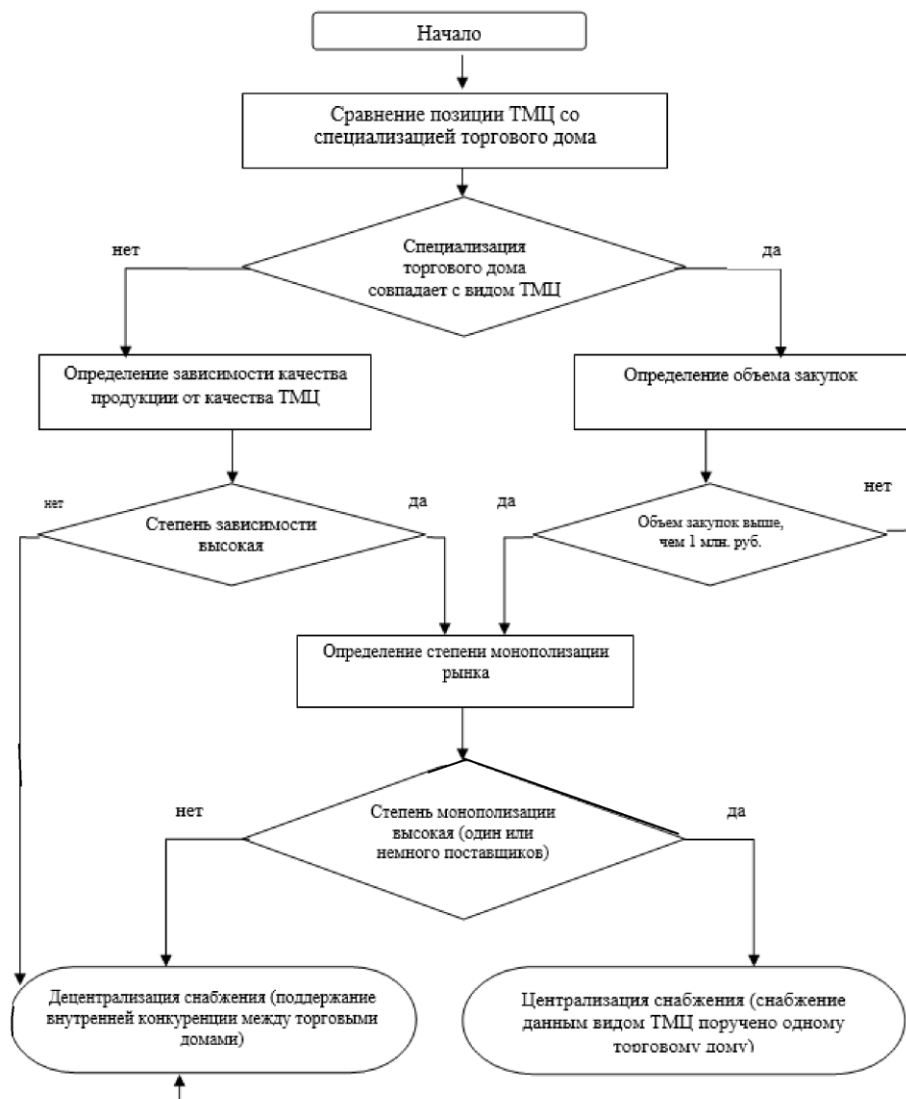 Начало
Сравнение позиции ТМЦ со
специализацией торгового дома
нет
да
Специализация
торгового дома
совпадает с видом ТМЦ
Определение зависимости качества
продукции от качества ТМЦ
Определение объема закупок
нет
да
да
нет
Степень зависимости
высокая
Объем закупок выше,
чем 1 млн. руб.
Определение степени монополизации
рынка
нет
да
Степень монополизации
высокая (один или
немного поставщиков)
Децентрализация снабжения (поддержание
внутренней конкуренции между торговыми
домами)
Централизация снабжения (снабжение
данным видом ТМЦ поручено одному
торговому дому)